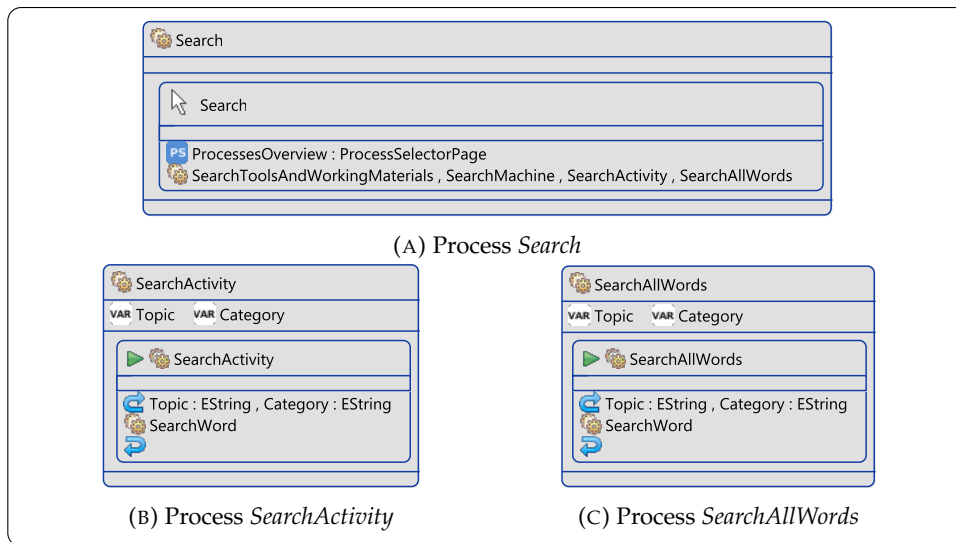 Search
Search
PS ProcessesOverview : ProcessSelectorPage
SearchToolsAndWorkingMaterials , SearchMachine , SearchActivity , SearchAllWords
(A) Process Search
SearchActivity
VAR Topic VAR Category
SearchActivity
Topic : EString , Category : EString
SearchWord
(B) Process SearchActivity
SearchAllWords
VAR Topic VAR Category
SearchAllWords
Topic : EString , Category : EString
SearchWord
(C) Process SearchAllWords